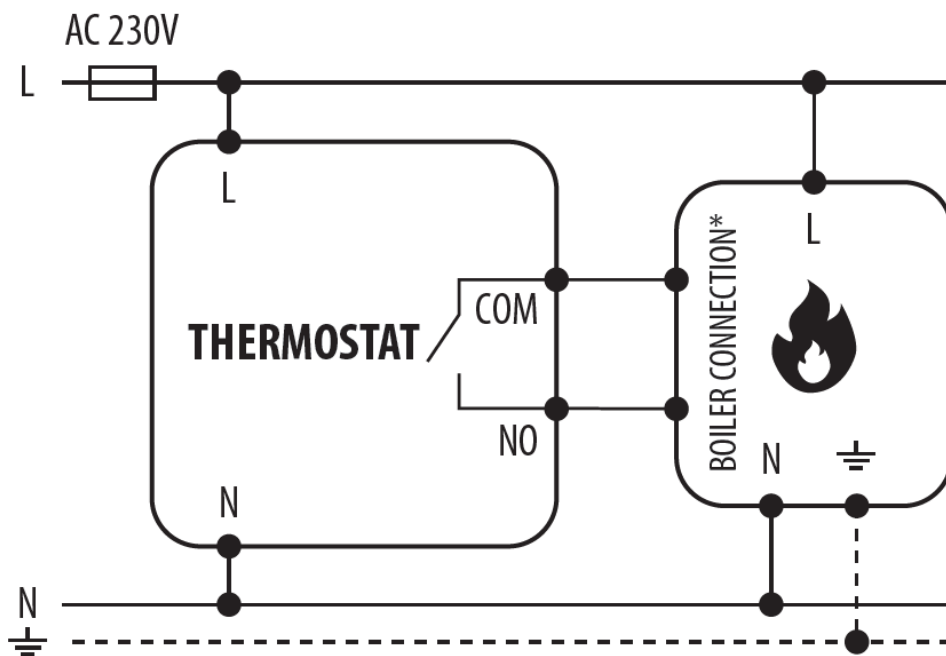 AC 230V
L
L
L
COM
THERMOSTAT
NO
BOILER CONNECTION*
N
N
N